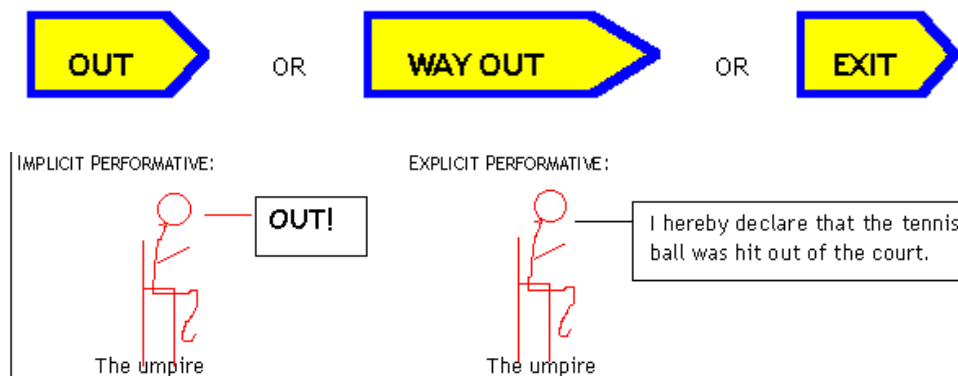 OUT OR WAY OUT OR EXIT
IMPLICIT PERFORMATIVE: EXPLICIT PERFORMATIVE:
OUT!
I hereby declare that the tennis
ball was hit out of the court.
The umpire The umpire